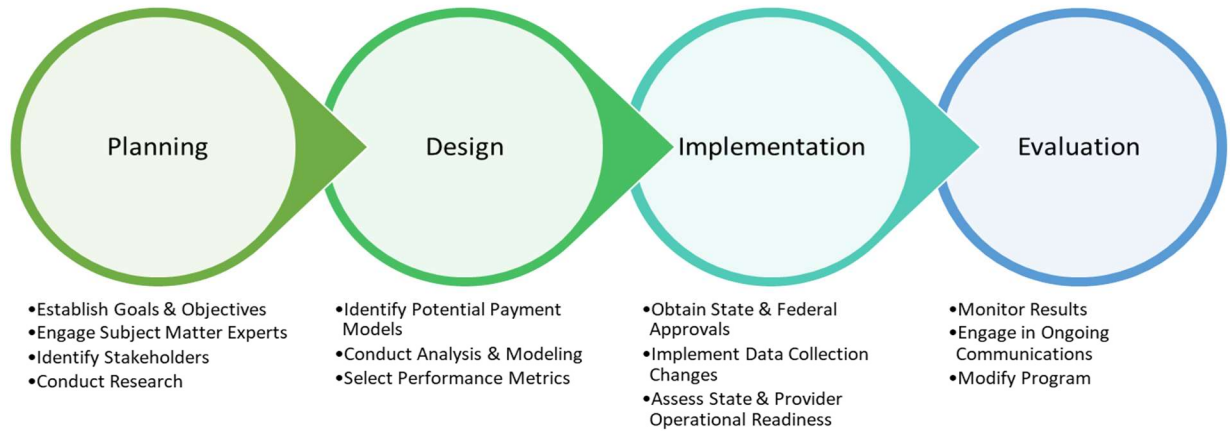 Planning
Design
Implementation
Evaluation
•Establish Goals & Objectives
•Engage Subject Matter Experts
•Identify Stakeholders
•Conduct Research
•Identify Potential Payment
Models
•Conduct Analysis & Modeling
•Select Performance Metrics
•Obtain State & Federal
Approvals
•Implement Data Collection
Changes
•Assess State & Provider
Operational Readiness
•Monitor Results
•Engage in Ongoing
Communications
•Modify Program